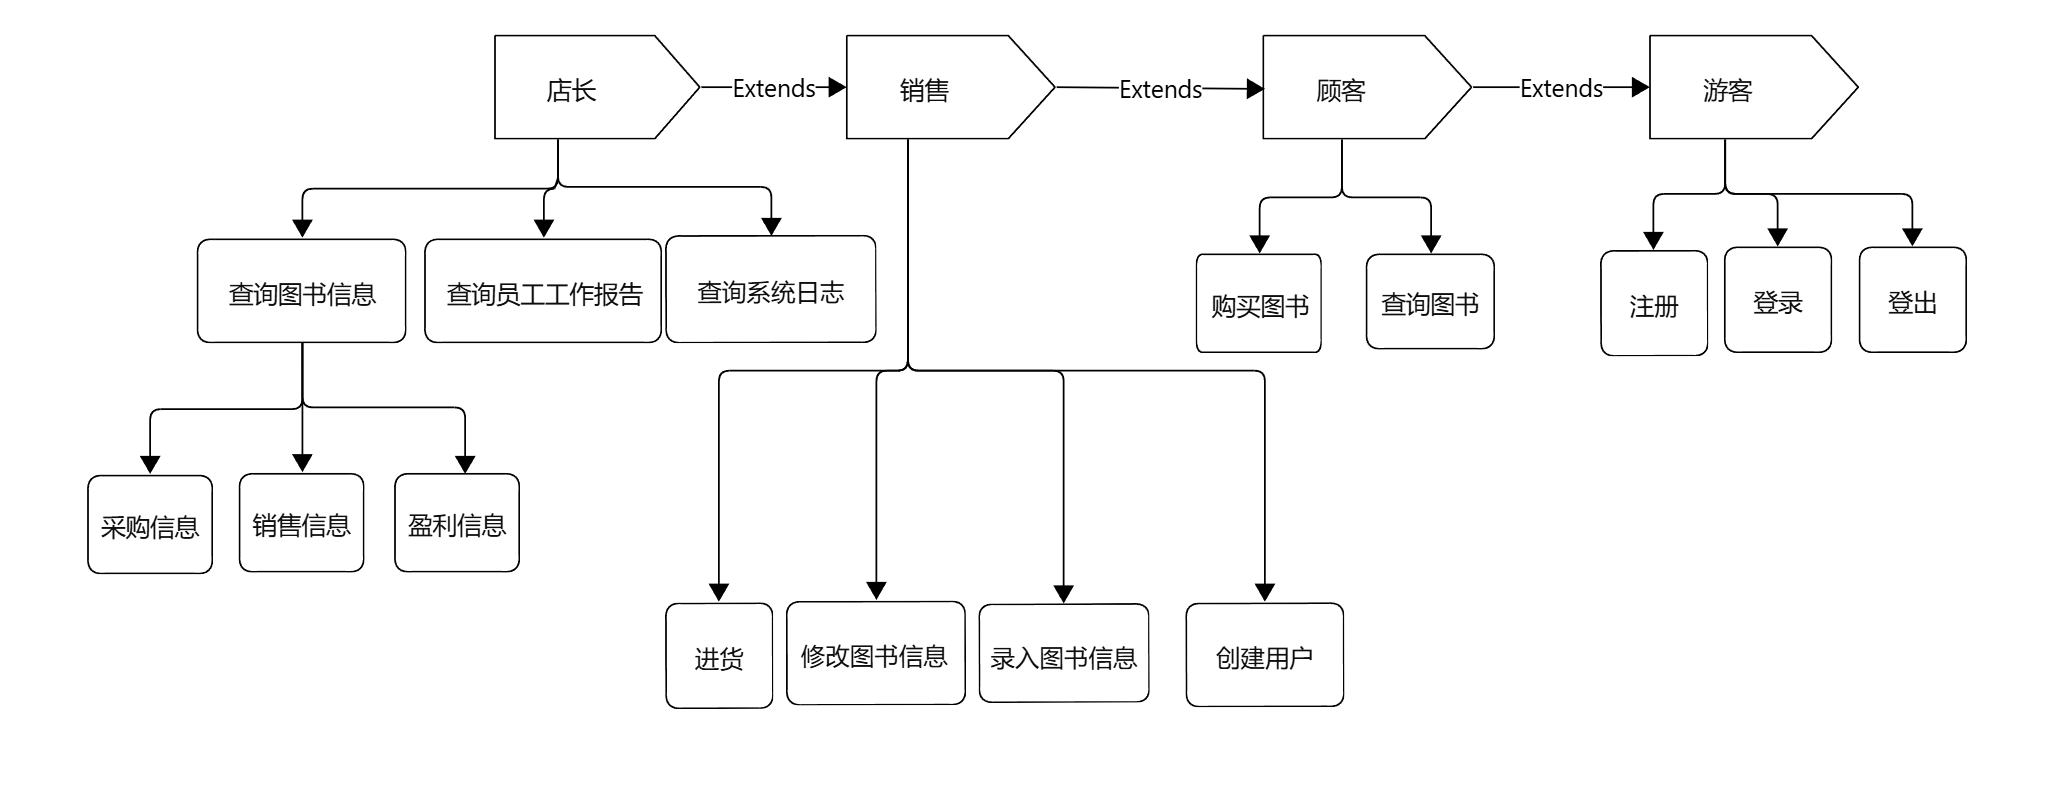 店长
Extends
销售
Extends
顾客
Extends
游客
查询图书信息
查询员工工作报告
查询系统日志
购买图书
查询图书
注册
登录
登出
采购信息
销售信息
盈利信息
进货
修改图书信息
录入图书信息
创建用户